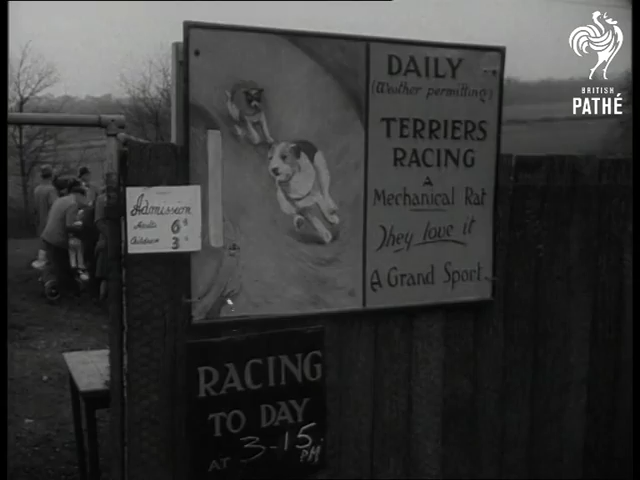 BRITISH
PATHÉ
DAILY
(Weather permitting)
TERRIERS
RACING
A
Mechanical Rat
They love it
A Grand Sport.
Admission
Adults 6d
Children 3d
RACING
TO DAY
AT 3-15 PM